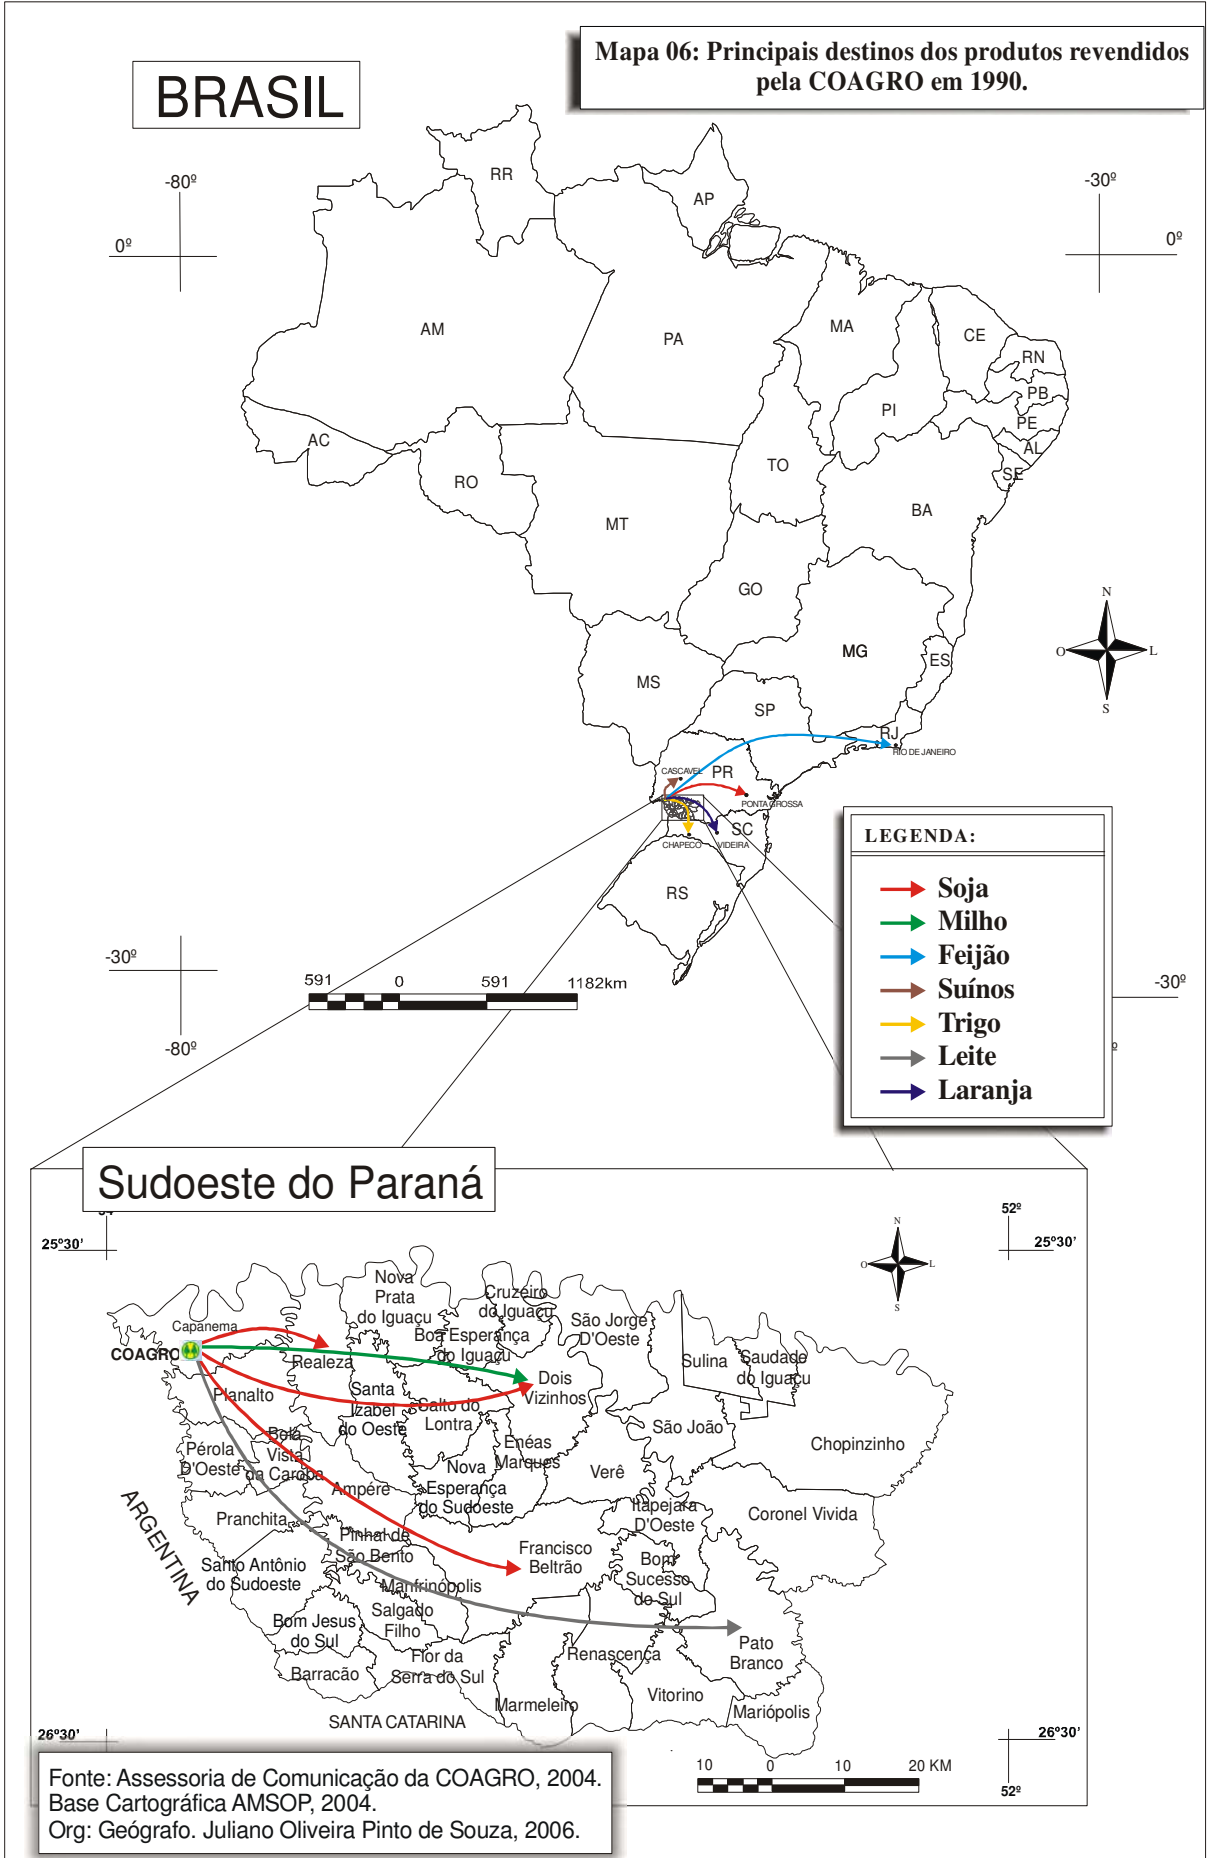 Mapa 06: Principais destinos dos produtos revendidos
pela COAGRO em 1990.
BRASIL
-80º
0º
-30º
0º
RR
AP
AM
PA
MA
CE
RN
PB
PE
AL
SE
PI
AC
RO
TO
BA
MT
GO
MG
ES
MS
SP
RJ
RIO DE JANEIRO
CASCAVEL
PR
PONTA GROSSA
SC
CHAPECO
VIDEIRA
RS
N
O
L
S
LEGENDA:
Soja
Milho
Feijão
Suínos
Trigo
Leite
Laranja
-30º
-80º
-30º
591
0
591
1182km
Sudoeste do Paraná
52º
25º30'
25º30'
N
O
L
S
Nova
Prata
do Iguaçu
Cruzeiro
do Iguaçu
Boa Esperança
do Iguaçu
São Jorge
D'Oeste
Capanema
COAGRO
Realeza
Sulina
Saudade
do Iguaçu
Dois
Vizinhos
Planalto
Santa
Izabel
do Oeste
Salto do
Lontra
São João
Chopinzinho
Pérola
D'Oeste
Bela
Vista
da Caroba
Enéas
Marques
Verê
Ampére
Nova
Esperança
do Sudoeste
Itapejara
D'Oeste
Coronel Vivida
ARGENTINA
Pranchita
Pinhal de
São Bento
Francisco
Beltrão
Bom
Sucesso
do Sul
Santo Antônio
do Sudoeste
Manfrinópolis
Salgado
Filho
Bom Jesus
do Sul
Pato
Branco
Renascença
Barracão
Flor da
Serra do Sul
Vitorino
Marmeleiro
Mariópolis
SANTA CATARINA
26º30'
26º30'
52º
10
0
10
20 KM
Fonte: Assessoria de Comunicação da COAGRO, 2004.
Base Cartográfica AMSOP, 2004.
Org: Geógrafo. Juliano Oliveira Pinto de Souza, 2006.